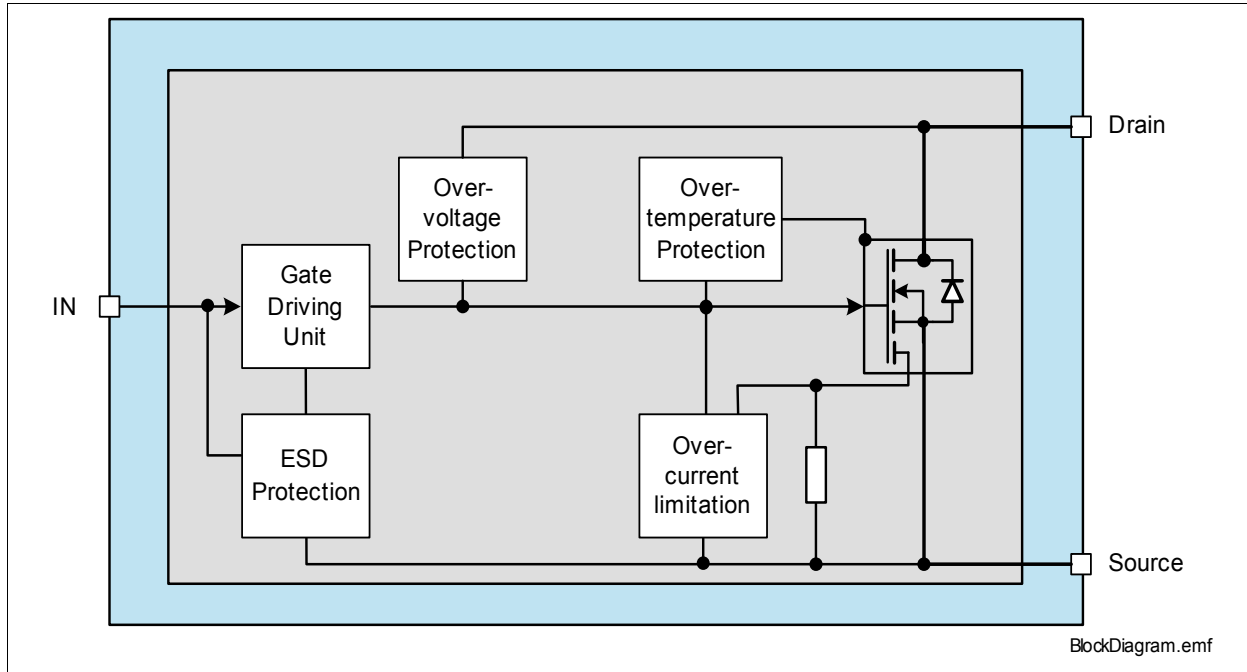 Drain
Over-
voltage
Protection
Over-
temperature
Protection
Gate
Driving
Unit
IN
ESD
Protection
Over-
current
limitation
Source
BlockDiagram.emf